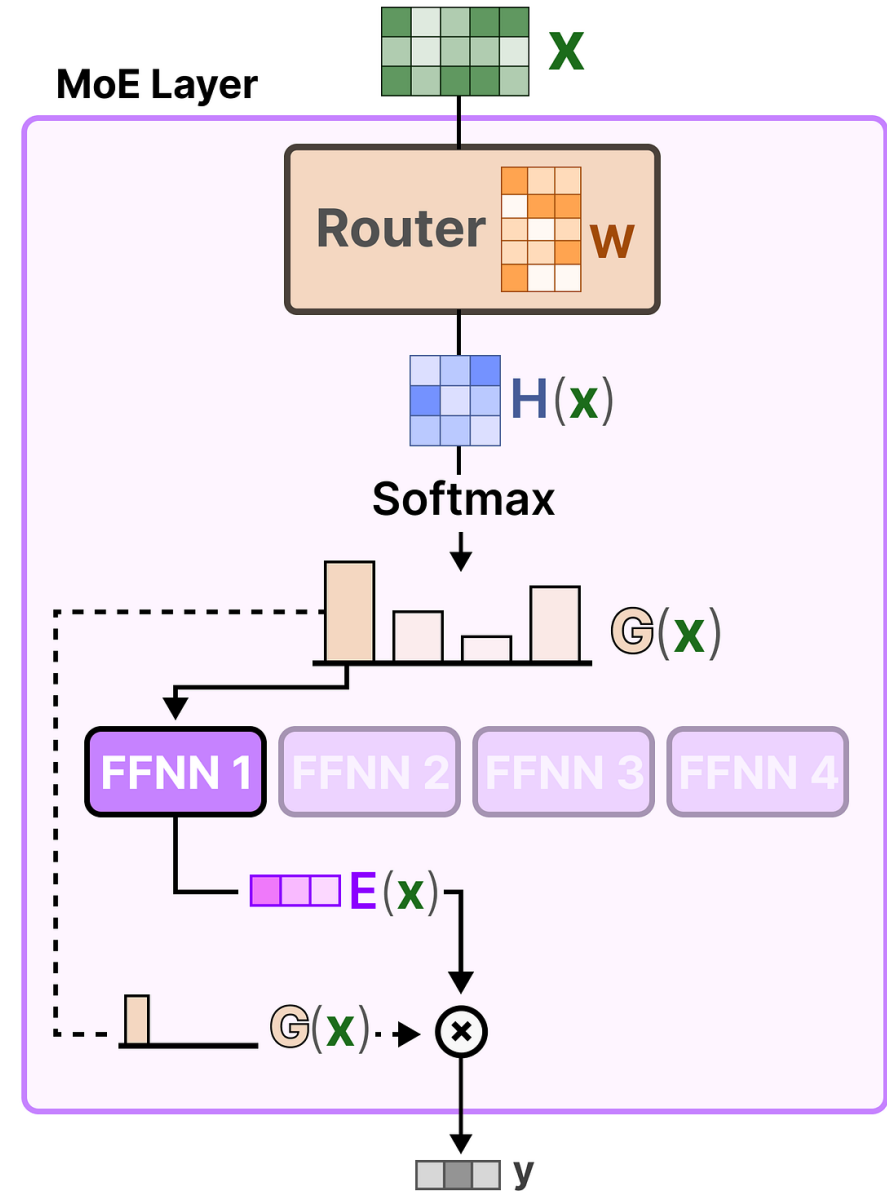 X
MoE Layer
Router W
H(x)
Softmax
G(x)
FFNN 1 FFNN 2 FFNN 3 FFNN 4
E(x)
G(x)
y